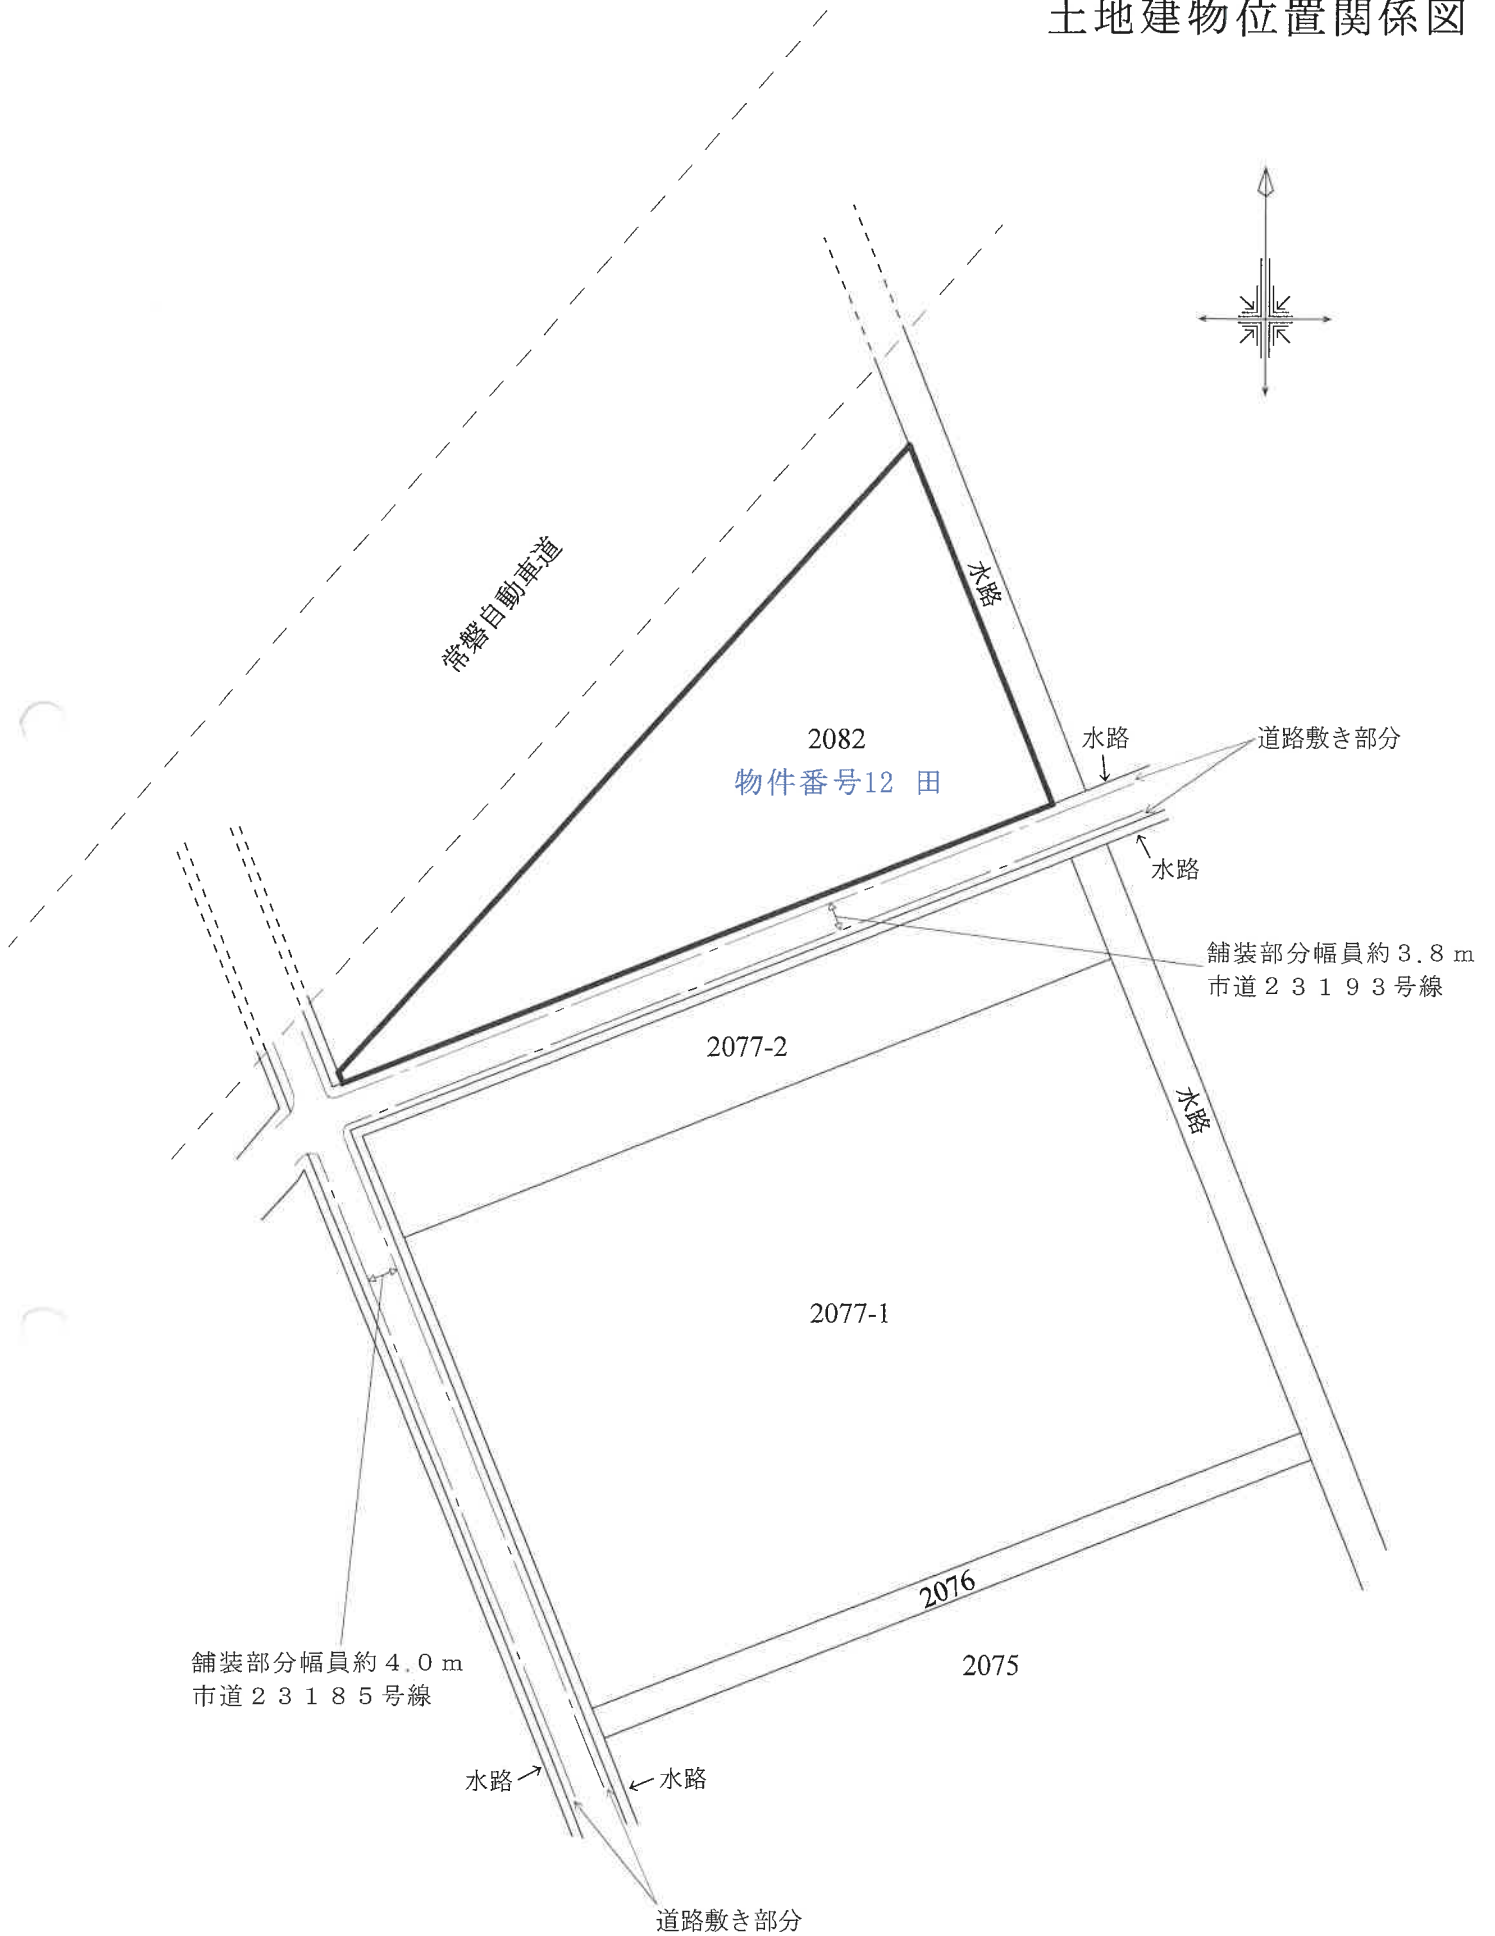 土地建物位置関係図
常磐自動車道
水路
2082
物件番号12 田
水路
道路敷き部分
水路
舗装部分幅員約３.８ｍ
市道２３１９３号線
2077-2
水路
2077-1
2076
2075
舗装部分幅員約４.０ｍ
市道２３１８５号線
水路
水路
道路敷き部分